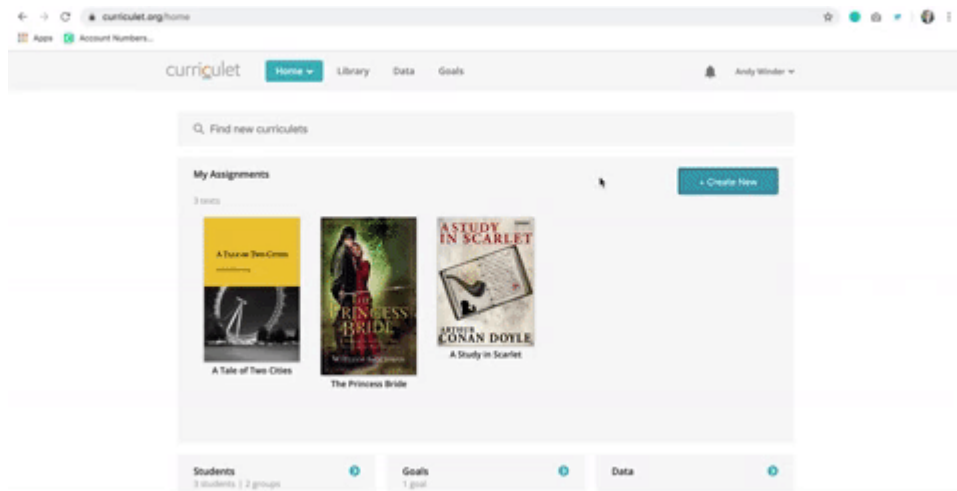 curriculet.org/home
Apps Account Numbers...
curriculet Home Library Data Goals Andy Winder
Find new curriculets
My Assignments
+ Create New
3 texts
A TALE OF TWO CITIES
THE
PRINCESS
BRIDE
A STUDY
IN SCARLET
ARTHUR
CONAN DOYLE
A Tale of Two Cities
The Princess Bride
A Study in Scarlet
Students Goals Data
3 students | 2 groups 1 goal